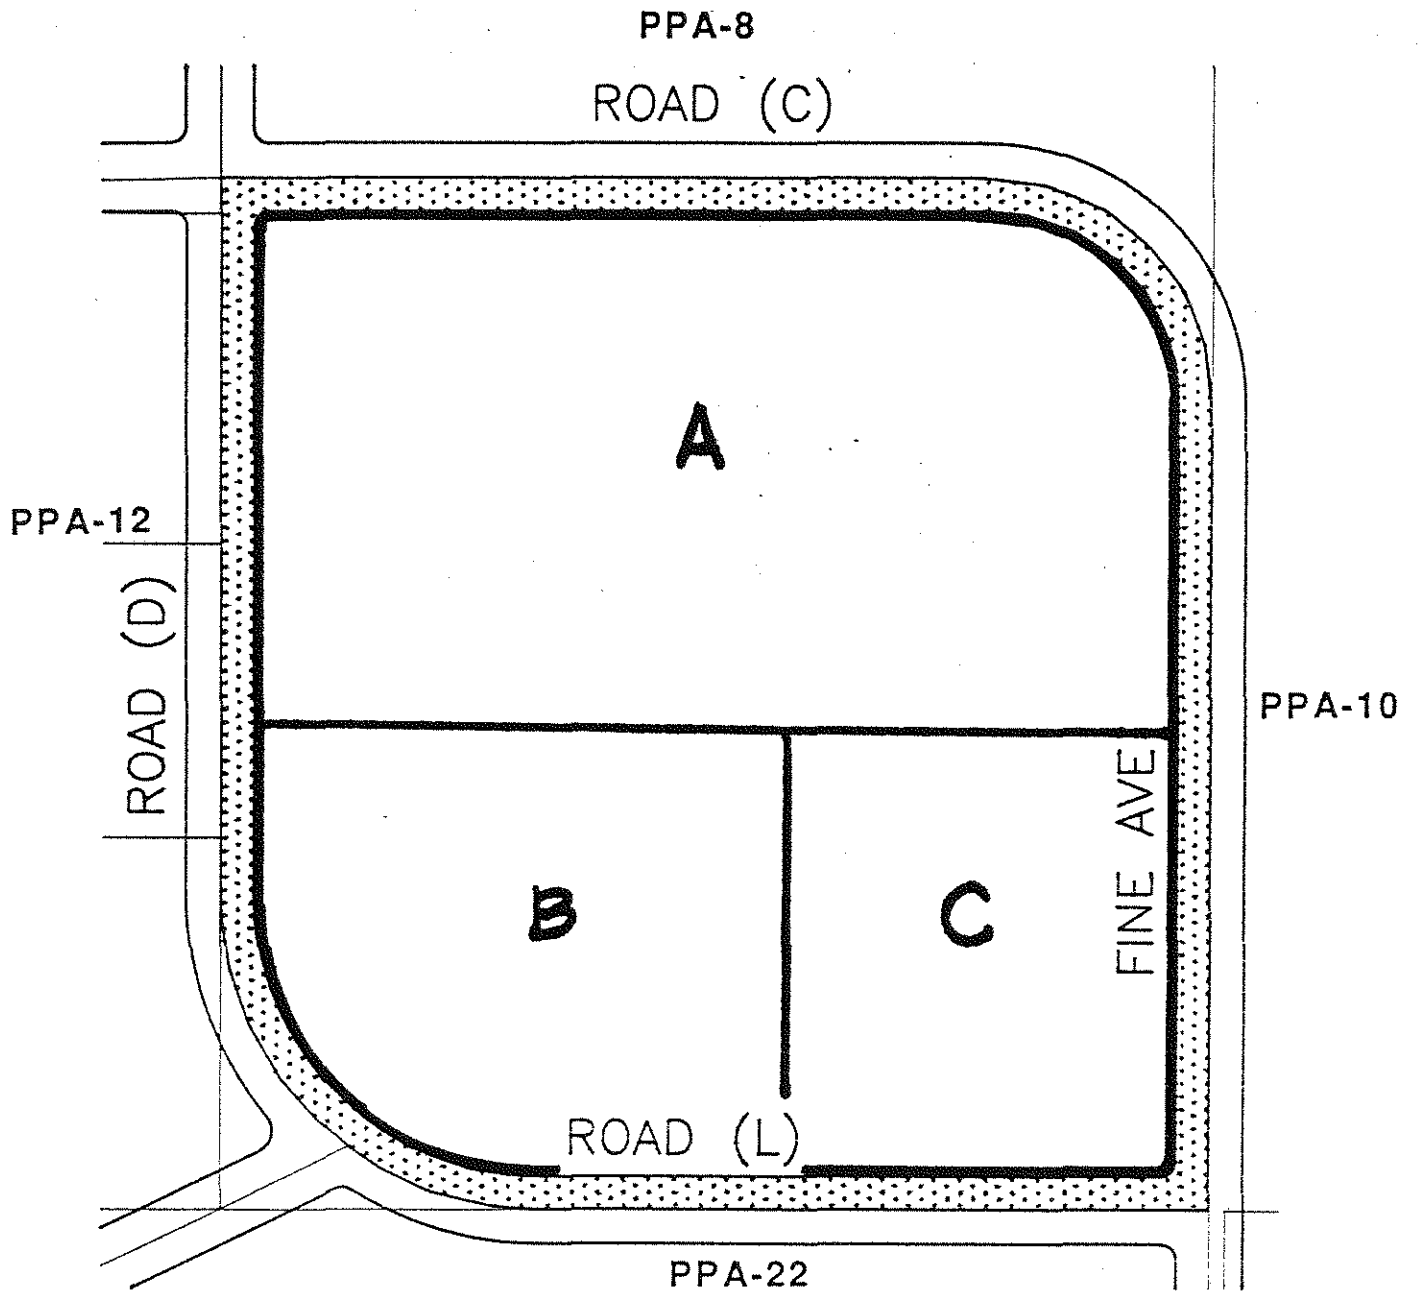 PPA-8
ROAD (C)
A
PPA-12
ROAD (D)
PPA-10
FINE AVE
B
C
ROAD (L)
PPA-22